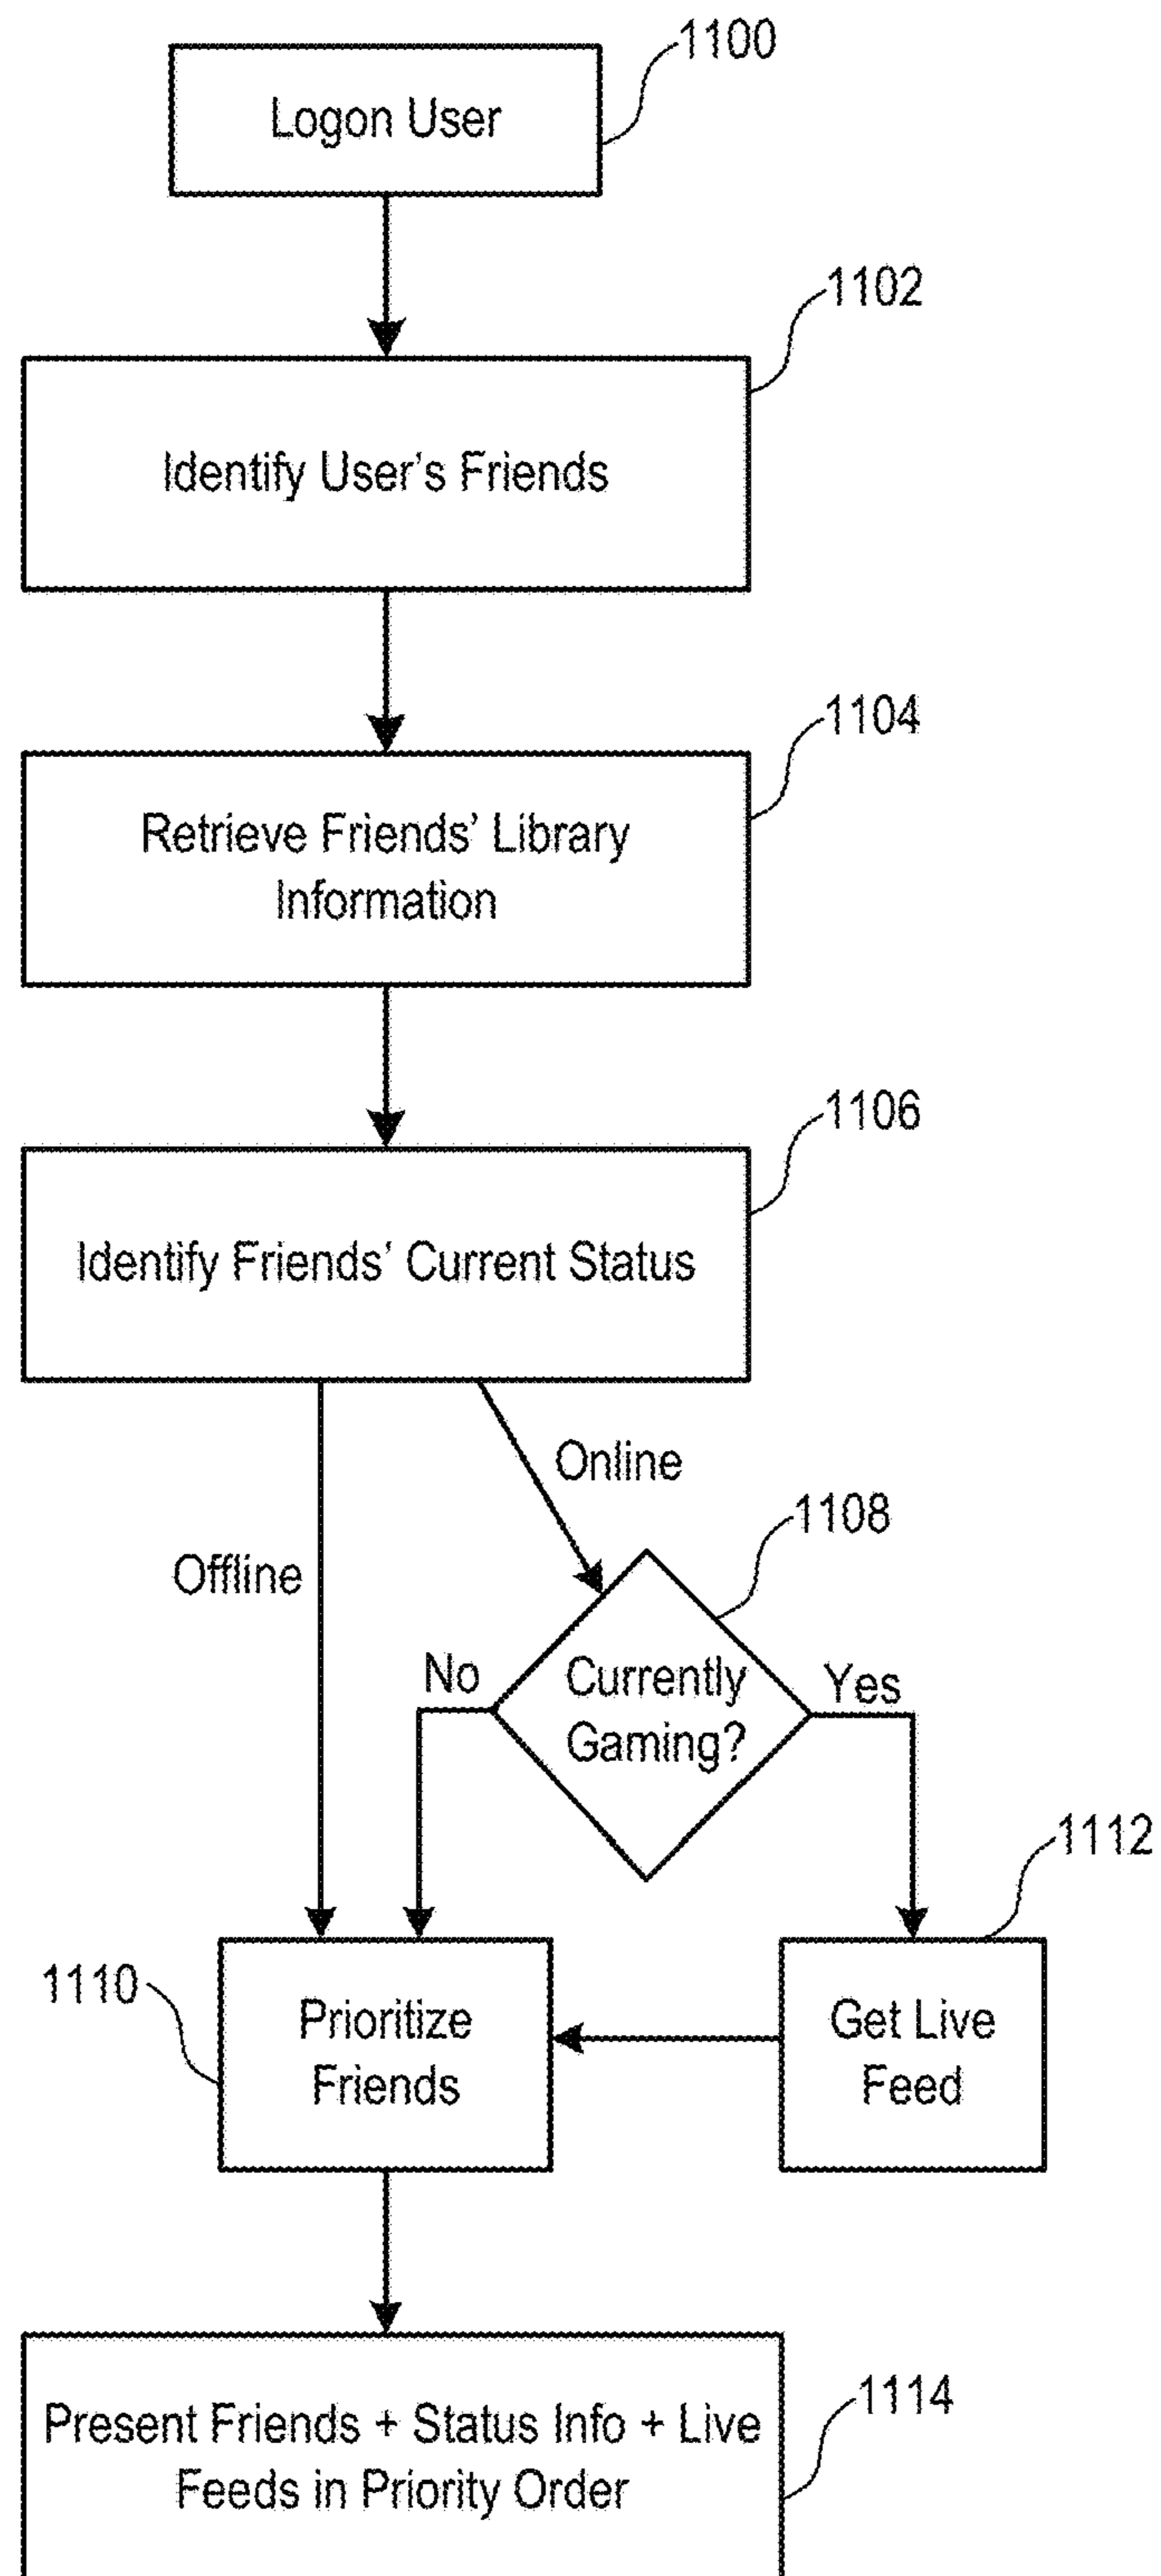 1100
Logon User
1102
Identify User's Friends
1104
Retrieve Friends' Library
Information
1106
Identify Friends' Current Status
Online
1108
Offline
No
Currently
Gaming?
Yes
1112
1110
Prioritize
Friends
Get Live
Feed
1114
Present Friends + Status Info + Live
Feeds in Priority Order